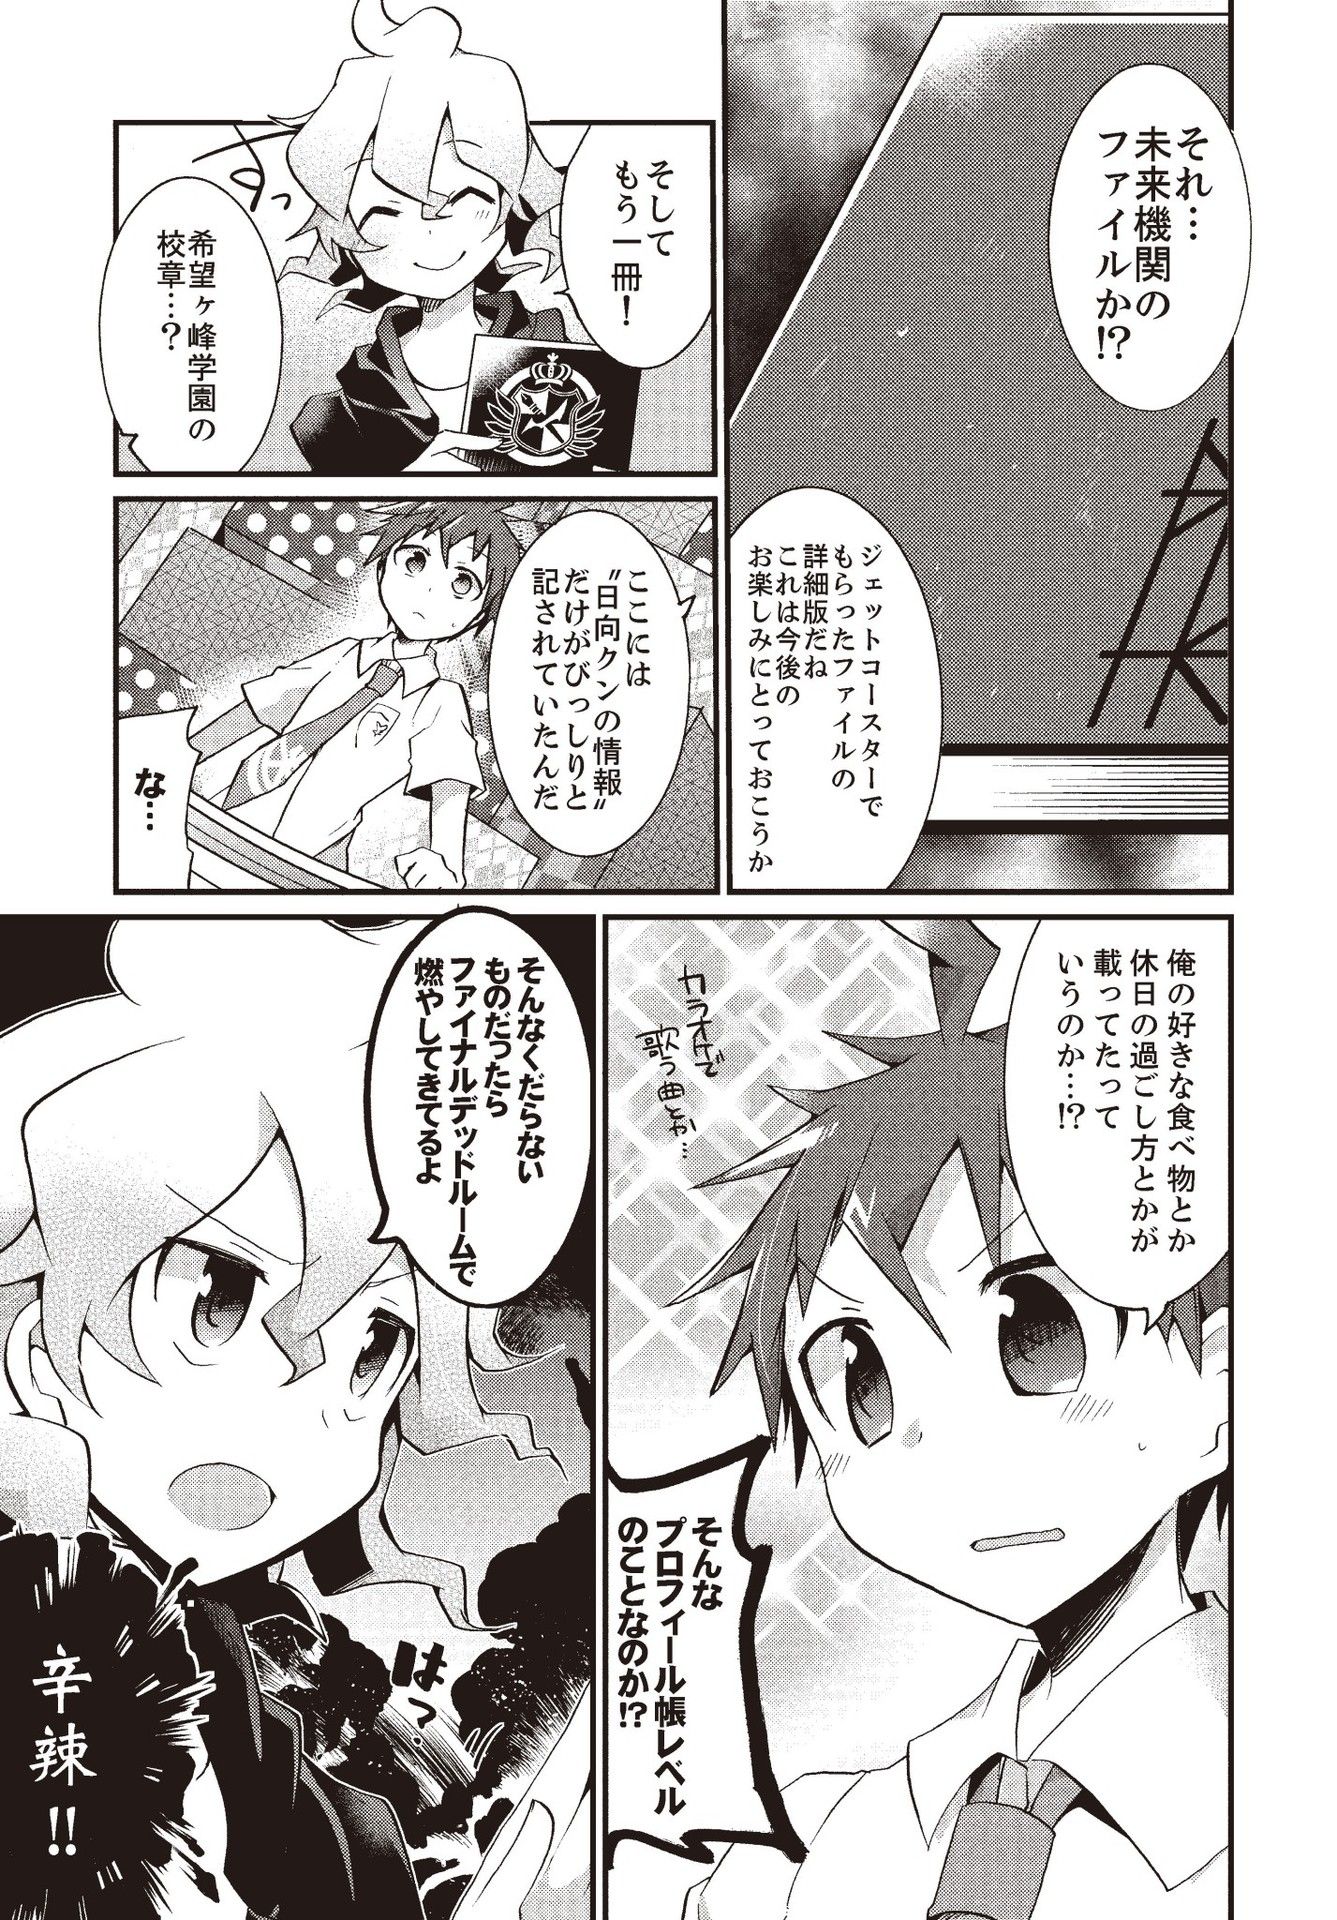 それ…
未来機関の
ファイルか!?
ジェットコースターで
もらったファイルの
詳細版だね
これは今後の
お楽しみにとっておこうか
そして
もう一冊！
希望ヶ峰学園の
校章…？
ここには
〝日向クンの情報〟
だけがびっしりと
記されていたんだ
な…
俺の好きな食べ物とか
休日の過ごし方とかが
載ってたって
いうのか…!?
カラオケで
歌う曲とか…
そんな
プロフィール帳レベル
のことなのか!?
そんなくだらない
ものだったら
ファイナルデッドルームで
燃やしてきてるよ
はっ？
辛辣!!